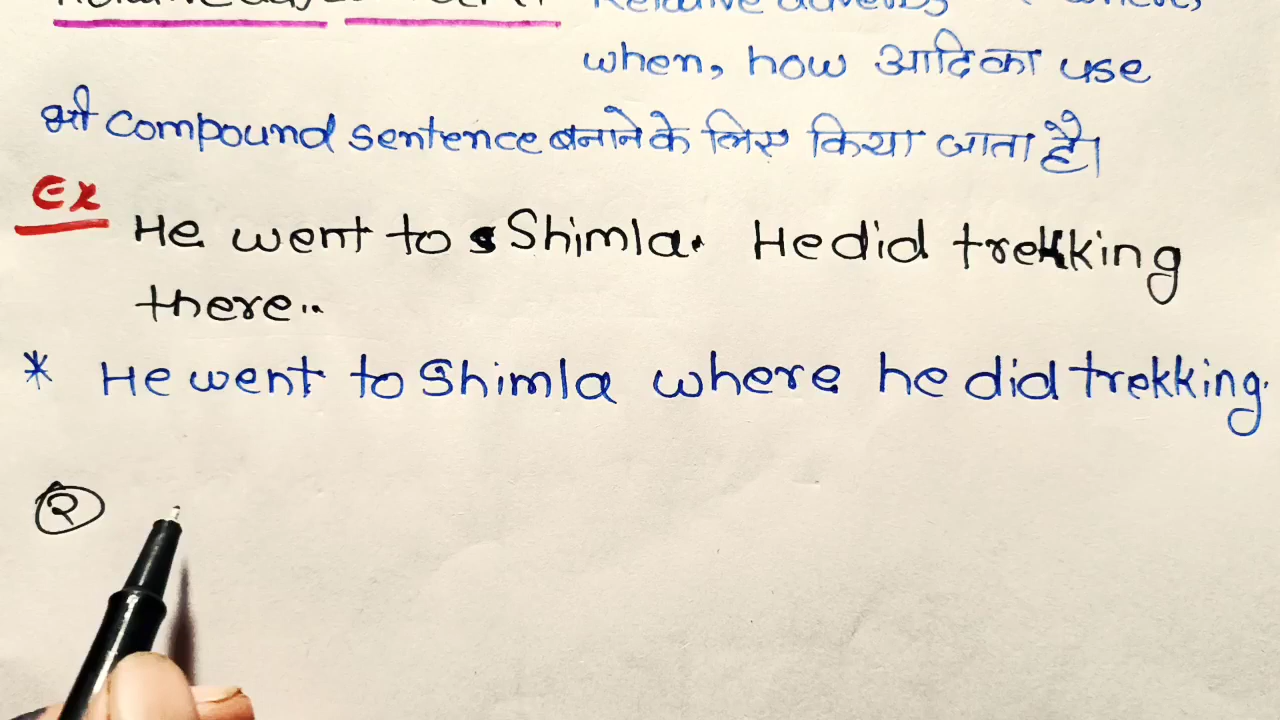 when, how आदि का use
भी compound sentence बनाने के लिए किया जाता है।
Ex
He went to Shimla. He did trekking
there..
* He went to Shimla where he did trekking.
२